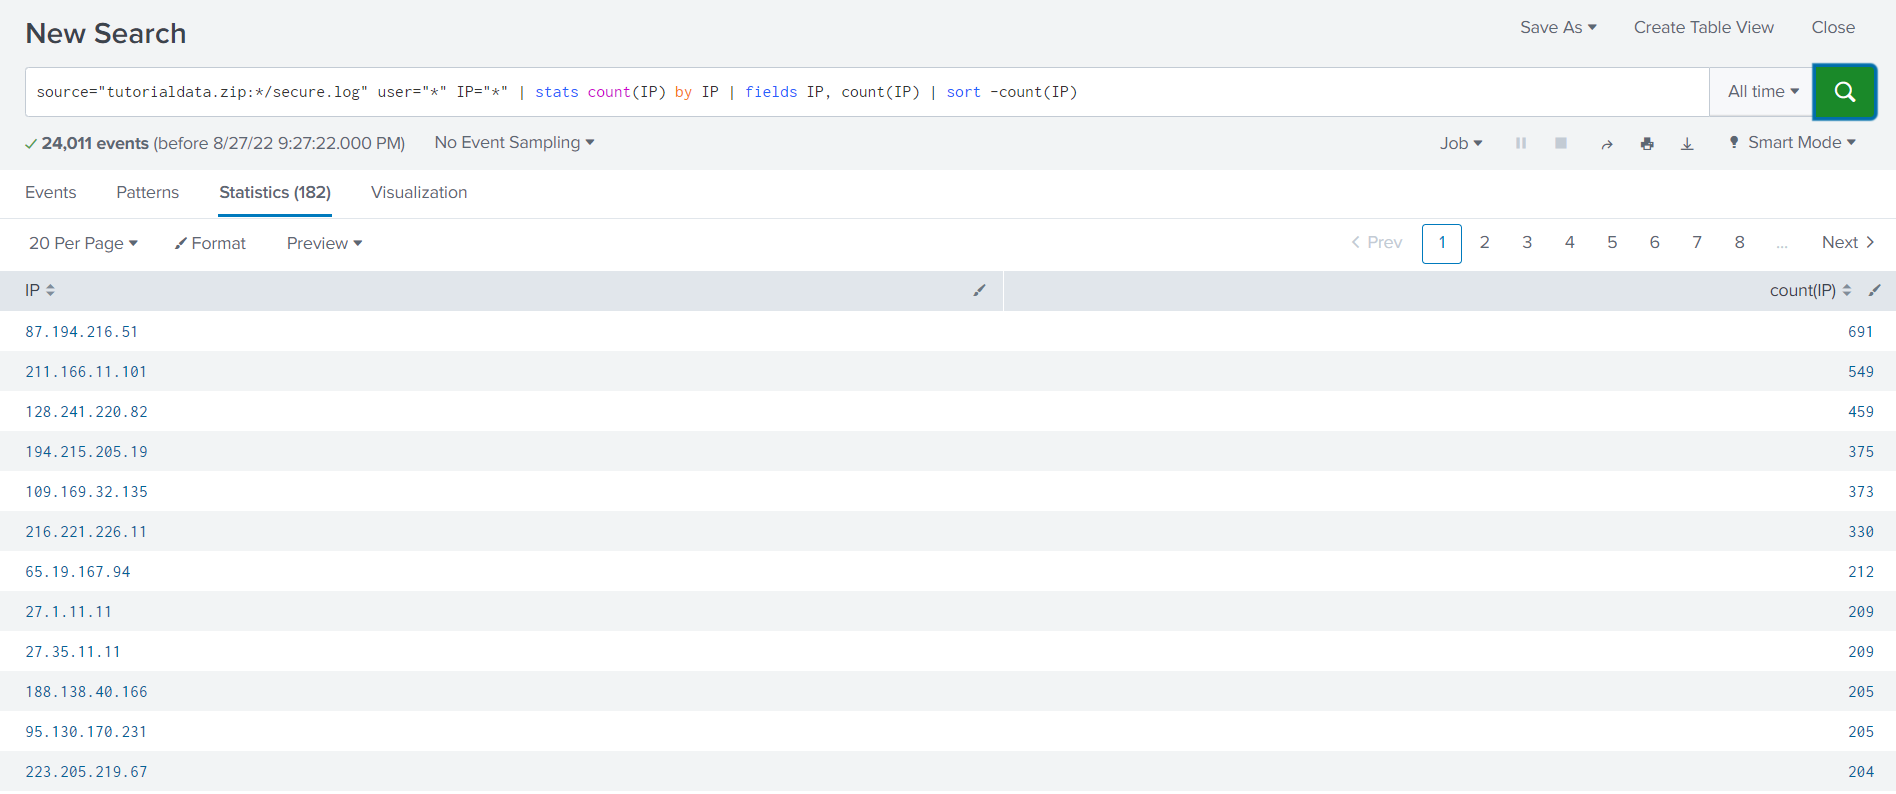 New Search
Save As Create Table View Close
source="tutorialdata.zip:*/secure.log" user="*" IP="*" | stats count(IP) by IP | fields IP, count(IP) | sort -count(IP)
All time
24,011 events (before 8/27/22 9:27:22.000 PM) No Event Sampling
Job Smart Mode
Events Patterns Statistics (182) Visualization
20 Per Page Format Preview
Prev 1 2 3 4 5 6 7 8 ... Next
IP count(IP)
87.194.216.51 691
211.166.11.101 549
128.241.220.82 459
194.215.205.19 375
109.169.32.135 373
216.221.226.11 330
65.19.167.94 212
27.1.11.11 209
27.35.11.11 209
188.138.40.166 205
95.130.170.231 205
223.205.219.67 204